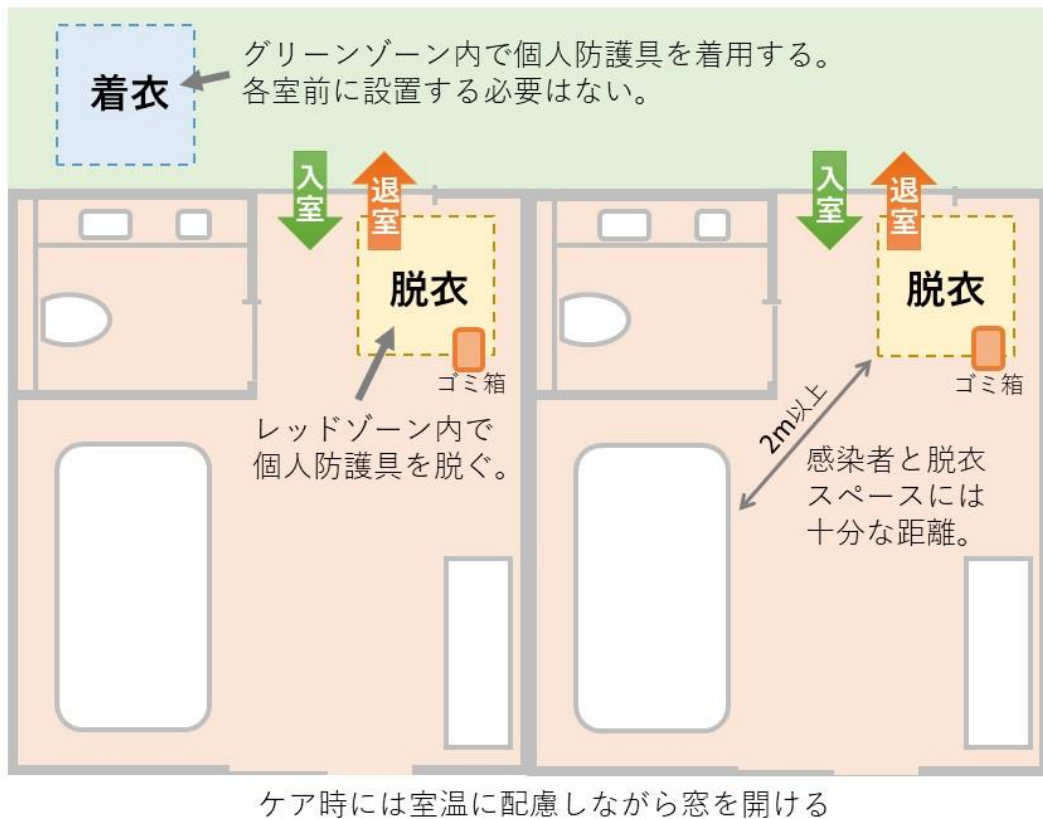 着衣
グリーンゾーン内で個人防護具を着用する。
各室前に設置する必要はない。
入室
退室
入室
退室
脱衣
ゴミ箱
脱衣
ゴミ箱
レッドゾーン内で
個人防護具を脱ぐ。
2m以上
感染者と脱衣
スペースには
十分な距離。
ケア時には室温に配慮しながら窓を開ける